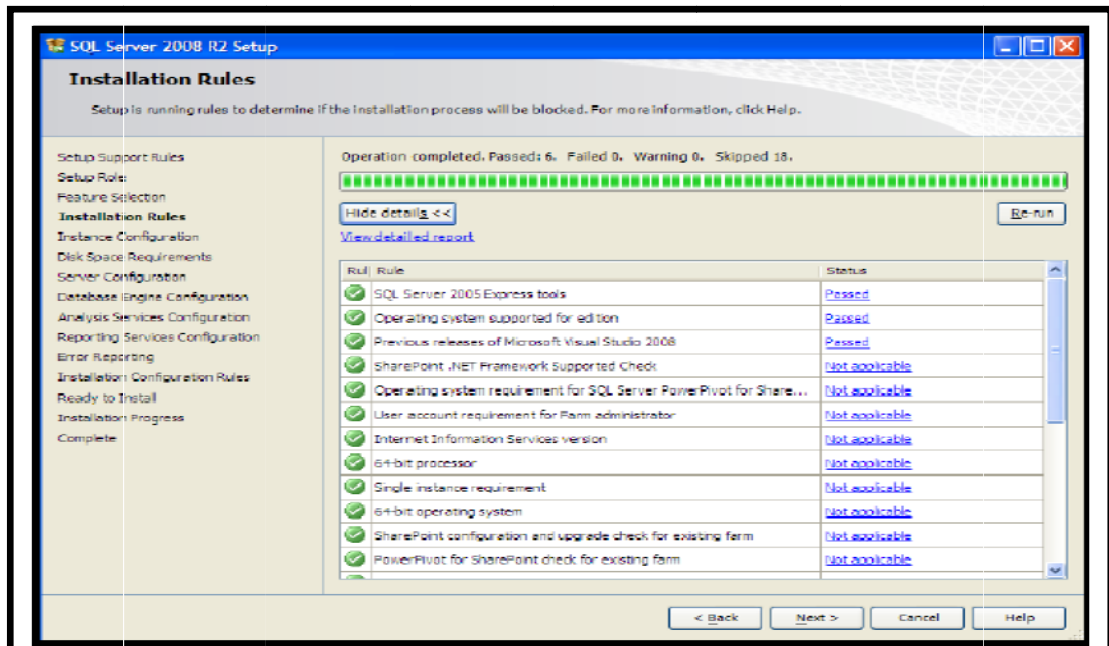 SQL Server 2008 R2 Setup
Installation Rules
Setup is running rules to determine if the installation process will be blocked. For more information, click Help.
Setup Support Rules
Setup Role
Feature Selection
Installation Rules
Instance Configuration
Disk Space Requirements
Server Configuration
Database Engine Configuration
Analysis Services Configuration
Reporting Services Configuration
Error Reporting
Installation Configuration Rules
Ready to Install
Installation Progress
Complete
Operation completed. Passed: 6. Failed 0. Warning 0. Skipped 18.
Hide details <<
Re-run
View detailed report
Rul Rule Status
SQL Server 2005 Express tools Passed
Operating system supported for edition Passed
Previous releases of Microsoft Visual Studio 2008 Passed
SharePoint .NET Framework Supported Check Not applicable
Operating system requirement for SQL Server PowerPivot for Share... Not applicable
User account requirement for Farm administrator Not applicable
Internet Information Services version Not applicable
64-bit processor Not applicable
Single instance requirement Not applicable
64-bit operating system Not applicable
SharePoint configuration and upgrade check for existing farm Not applicable
PowerPivot for SharePoint check for existing farm Not applicable
< Back Next > Cancel Help